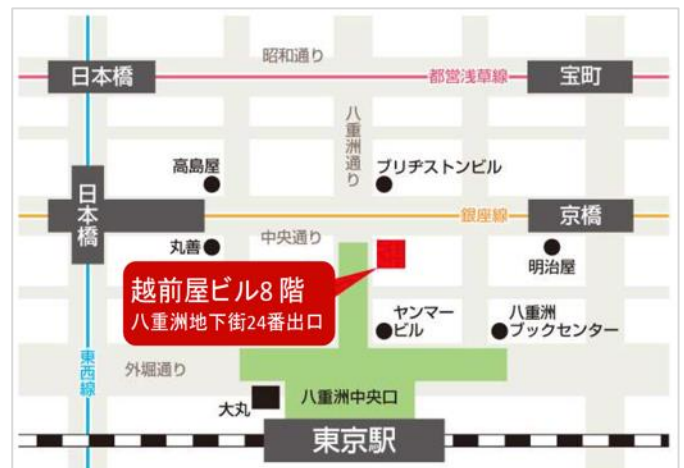 昭和通り
日本橋
都営浅草線
宝町
八重洲通り
高島屋
ブリヂストンビル
日本橋
銀座線
京橋
丸善
中央通り
明治屋
越前屋ビル8階
八重洲地下街24番出口
ヤンマー
ビル
八重洲
ブックセンター
東西線
外堀通り
大丸
八重洲中央口
東京駅